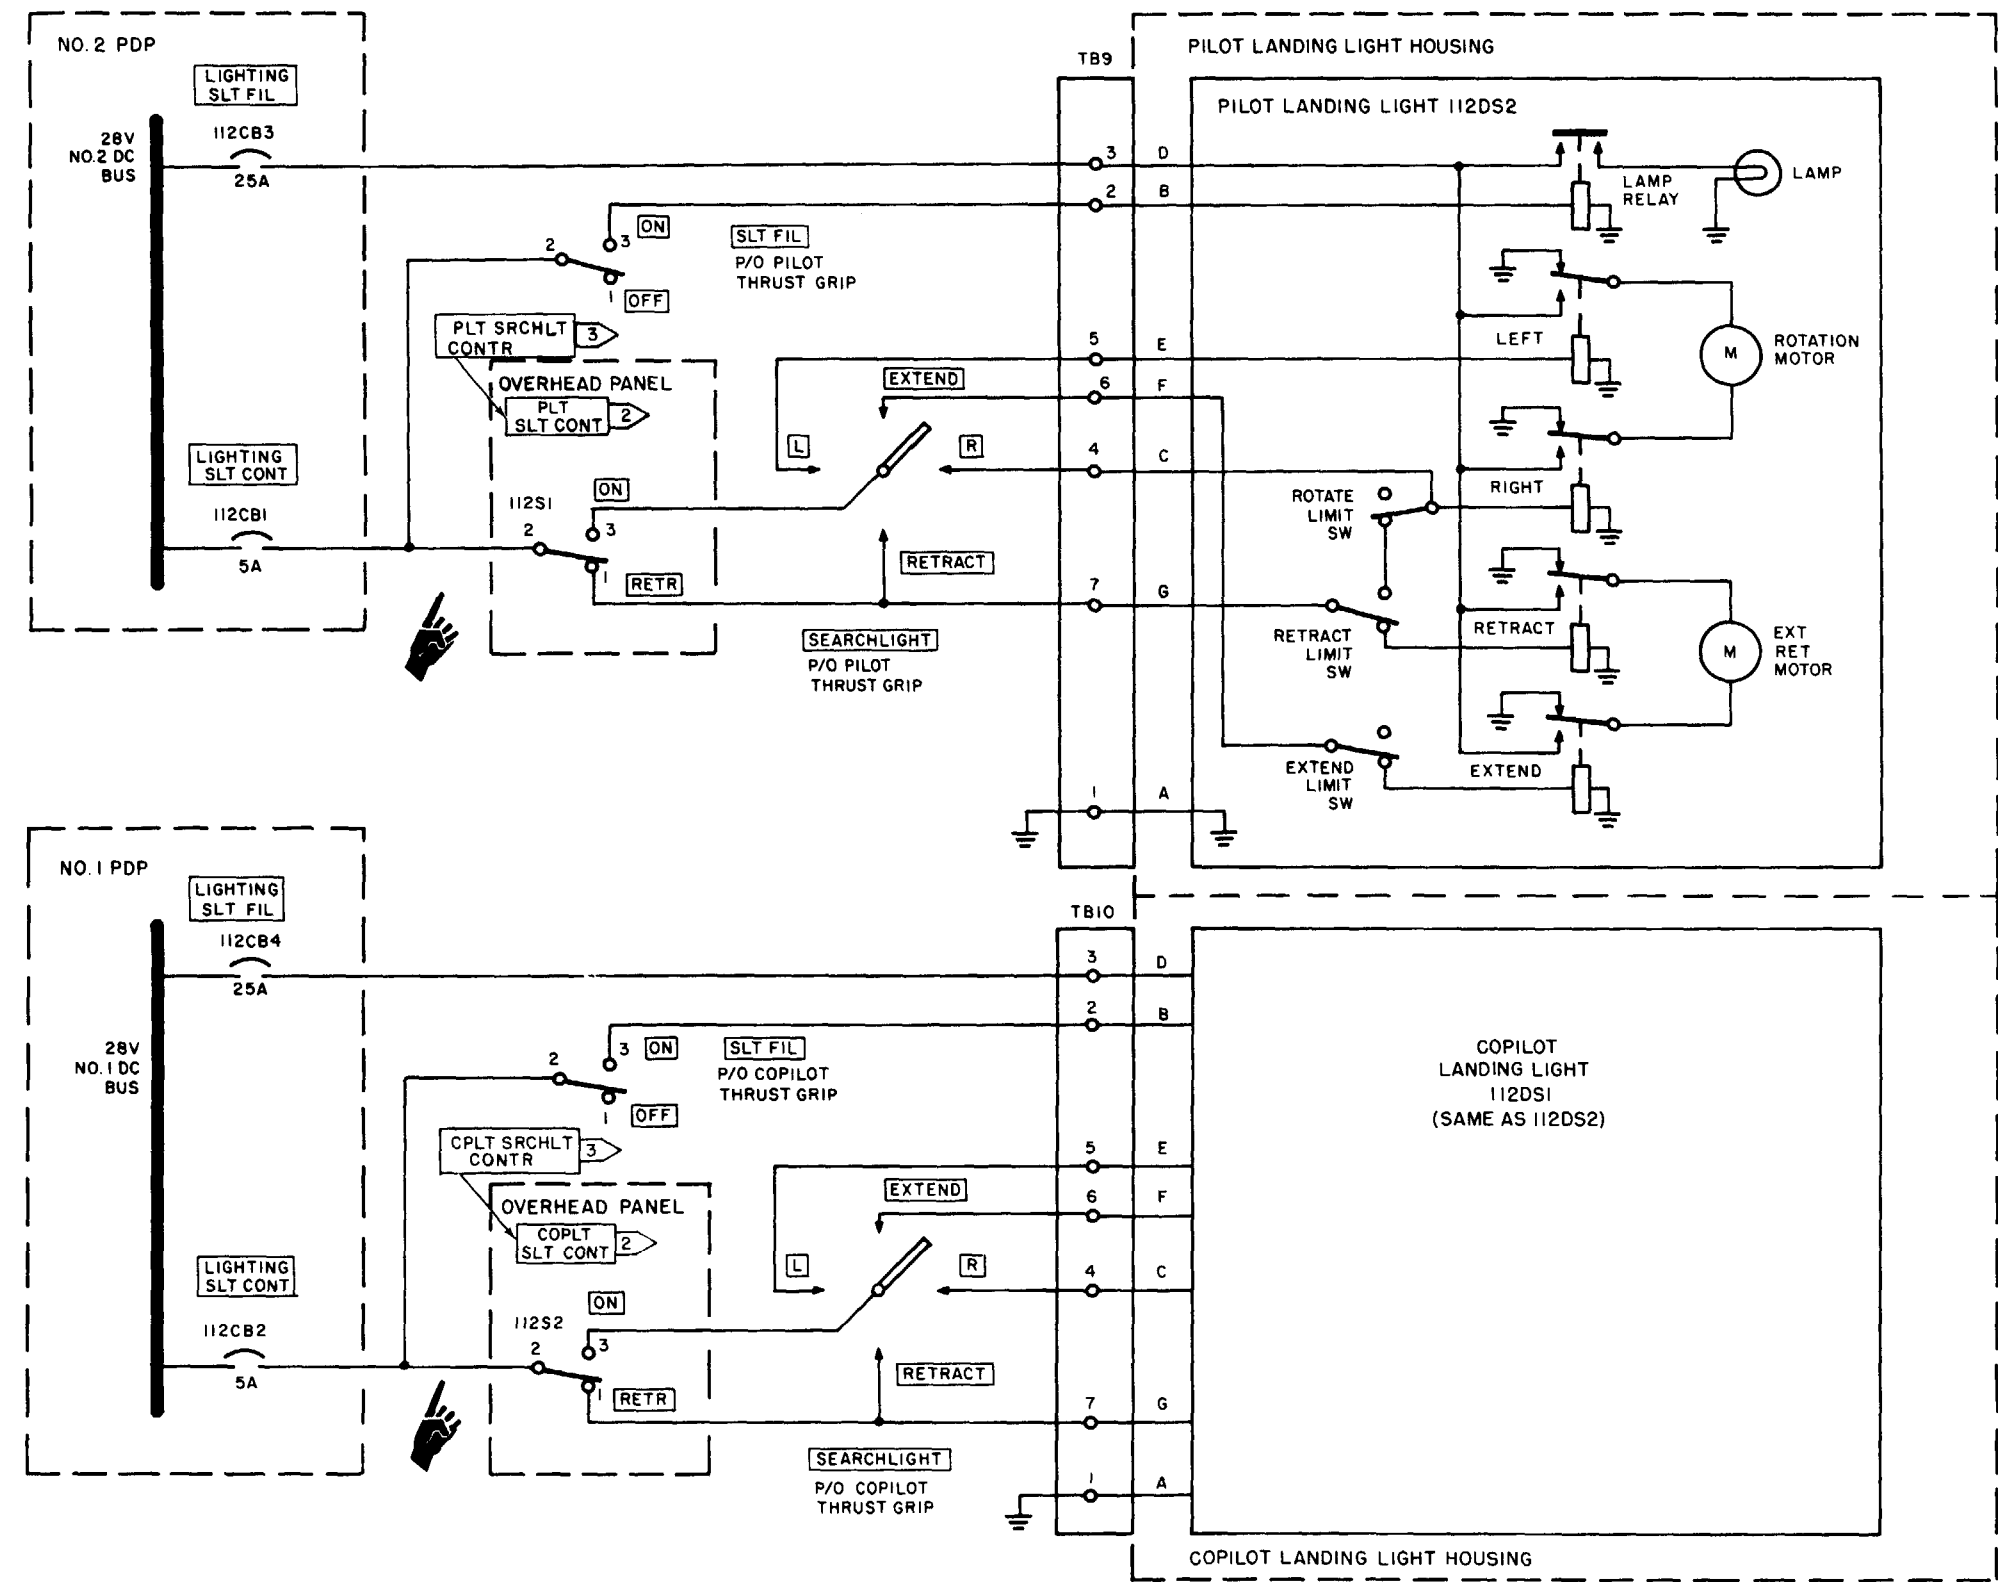 NO. 2 PDP
LIGHTING
SLT FIL
112CB3
25A
28V
NO. 2 DC
BUS
LIGHTING
SLT CONT
112CB1
5A
2
3
ON
1
OFF
SLT FIL
P/O PILOT
THRUST GRIP
PLT SRCHLT
CONTR
3
OVERHEAD PANEL
PLT
SLT CONT
2
112S1
2
ON
3
1
RETR
EXTEND
L
R
RETRACT
SEARCHLIGHT
P/O PILOT
THRUST GRIP
TB9
3
2
5
6
4
7
1
D
B
E
F
C
G
A
PILOT LANDING LIGHT HOUSING
PILOT LANDING LIGHT 112DS2
LAMP
RELAY
LAMP
LEFT
ROTATION
MOTOR
M
RIGHT
ROTATE
LIMIT
SW
RETRACT
LIMIT
SW
RETRACT
EXT
RET
MOTOR
M
EXTEND
LIMIT
SW
EXTEND
NO. 1 PDP
LIGHTING
SLT FIL
112CB4
25A
28V
NO. 1 DC
BUS
LIGHTING
SLT CONT
112CB2
5A
2
3
ON
1
OFF
SLT FIL
P/O COPILOT
THRUST GRIP
CPLT SRCHLT
CONTR
3
OVERHEAD PANEL
COPLT
SLT CONT
2
112S2
2
ON
3
1
RETR
EXTEND
L
R
RETRACT
SEARCHLIGHT
P/O COPILOT
THRUST GRIP
TB10
3
2
5
6
4
7
1
D
B
E
F
C
G
A
COPILOT
LANDING LIGHT
112DS1
(SAME AS 112DS2)
COPILOT LANDING LIGHT HOUSING